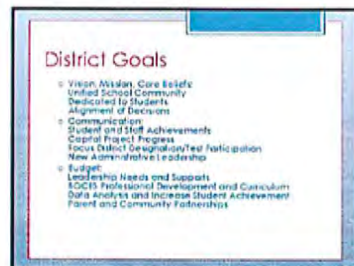 District Goals
Vision, Mission, Core Beliefs:
Unified School Community
Dedicated to Students
Alignment of Decisions
Communication:
Student and Staff Achievements
Capital Project Progress
Focus District Designation/Test Participation
New Administrative Leadership
Budget:
Leadership Needs and Supports
BOCES Professional Development and Curriculum
Data Analysis and Increase Student Achievement
Parent and Community Partnerships